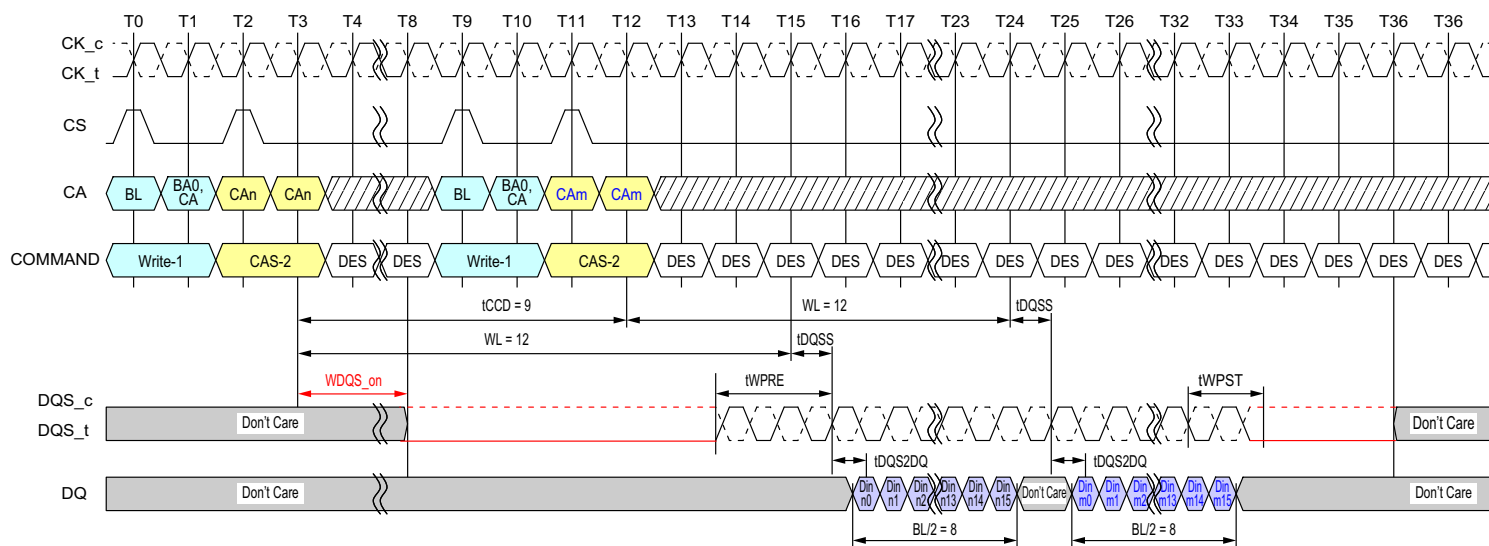 T0 T1 T2 T3 T4 T8 T9 T10 T11 T12 T13 T14 T15 T16 T17 T23 T24 T25 T26 T32 T33 T34 T35 T36 T36
CK_c
CK_t
CS
CA BL BA0, CA CAn CAn BL BA0, CA CAm CAm
COMMAND Write-1 CAS-2 DES DES Write-1 CAS-2 DES DES DES DES DES DES DES DES DES DES DES DES DES DES DES
tCCD = 9 WL = 12 tDQSS
WL = 12 tDQSS
WDQS_on tWPRE tWPST
DQS_c
DQS_t Don't Care Don't Care
tDQS2DQ tDQS2DQ
DQ Don't Care Din n0 Din n1 Din n2 Din n13 Din n14 Din n15 Don't Care Din m0 Din m1 Din m2 Din m13 Din m14 Din m15 Don't Care
BL/2 = 8 BL/2 = 8